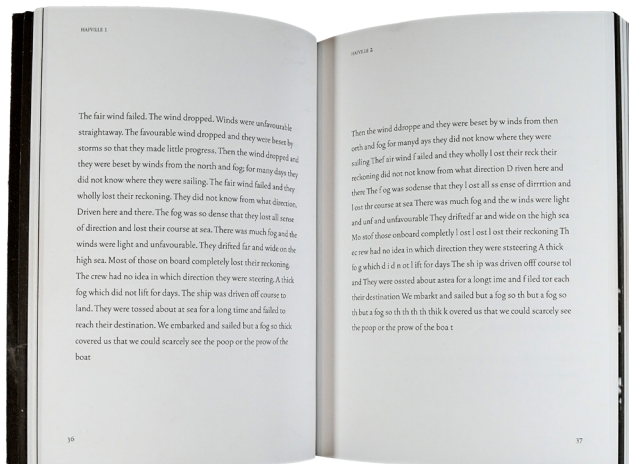 HAFVILLE 1
The fair wind failed. The wind dropped. Winds were unfavourable
straightaway. The favourable wind dropped and they were beset by
storms so that they made little progress. Then the wind dropped and
they were beset by winds from the north and fog; for many days they
did not know where they were sailing. The fair wind failed and they
wholly lost their reckoning. They did not know from what direction.
Driven here and there. The fog was so dense that they lost all sense
of direction and lost their course at sea. There was much fog and the
winds were light and unfavourable. They drifted far and wide on the
high sea. Most of those on board completely lost their reckoning.
The crew had no idea in which direction they were steering. A thick
fog which did not lift for days. The ship was driven off course to
land. They were tossed about at sea for a long time and failed to
reach their destination. We embarked and sailed but a fog so thick
covered us that we could scarcely see the poop or the prow of the
boat
36
HAFVILLE 2
Then the wind ddroppe and they were beset by w inds from then
orth and fog for manyd ays they did not know where they were
sailing Thef air wind f ailed and they wholly l ost their reck their
reckoning did not not know from what direction D riven here and
there The f og was sodense that they l ost all ss ense of dirrrtion and
l ost thr course at sea There was much fog and the w inds were light
and unf and unfavourable They driftedf ar and wide on the high sea
Mo stof those onboard completly l ost l ost l ost their reckoning Th
ec rew had no idea in which direction they were ststeering A thick
fo g which d i d n ot l ift for days The sh ip was driven offf course tol
and They were ossted about astea for a longt ime and f iled tor each
their destination We mbarkt and sailed but a fog so th but a fog so
th but a fog so th th th th thik k overed us that we could scarcely see
the poop or the prow of the boa t
37